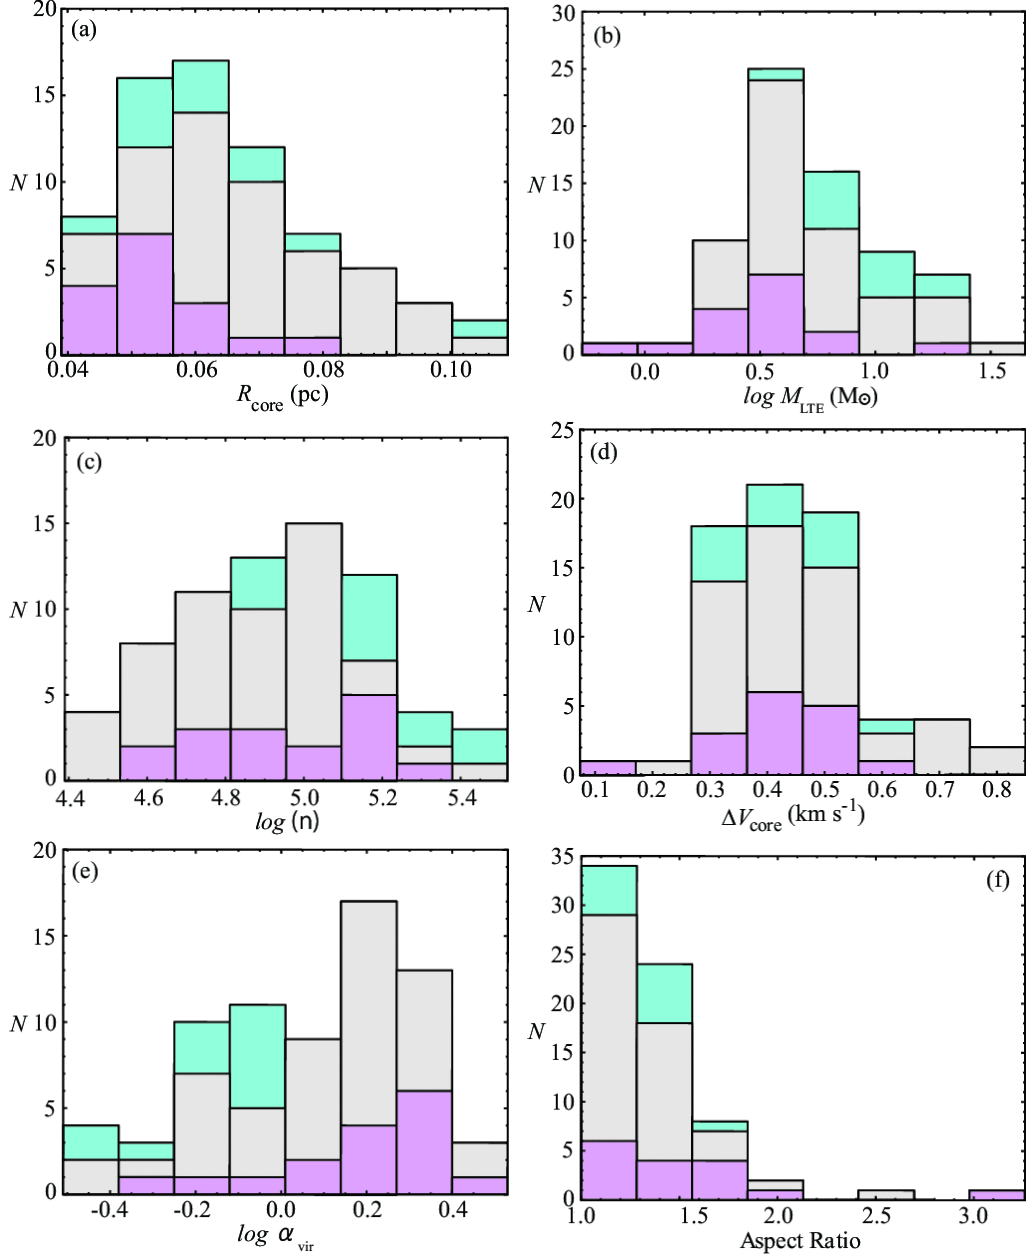 (a)
20
15
N 10
5
0
0.04 0.06 0.08 0.10
R core (pc)
(b)
30
25
20
N 15
10
5
0
0.0 0.5 1.0 1.5
log M LTE (M⊙)
(c)
20
15
N 10
5
0
4.4 4.6 4.8 5.0 5.2 5.4
log (n)
(d)
25
20
15
N
10
5
0
0.1 0.2 0.3 0.4 0.5 0.6 0.7 0.8
ΔV core (km s-1)
(e)
20
15
N 10
5
0
-0.4 -0.2 0.0 0.2 0.4
log α vir
(f)
35
30
25
20
N
15
10
5
0
1.0 1.5 2.0 2.5 3.0
Aspect Ratio